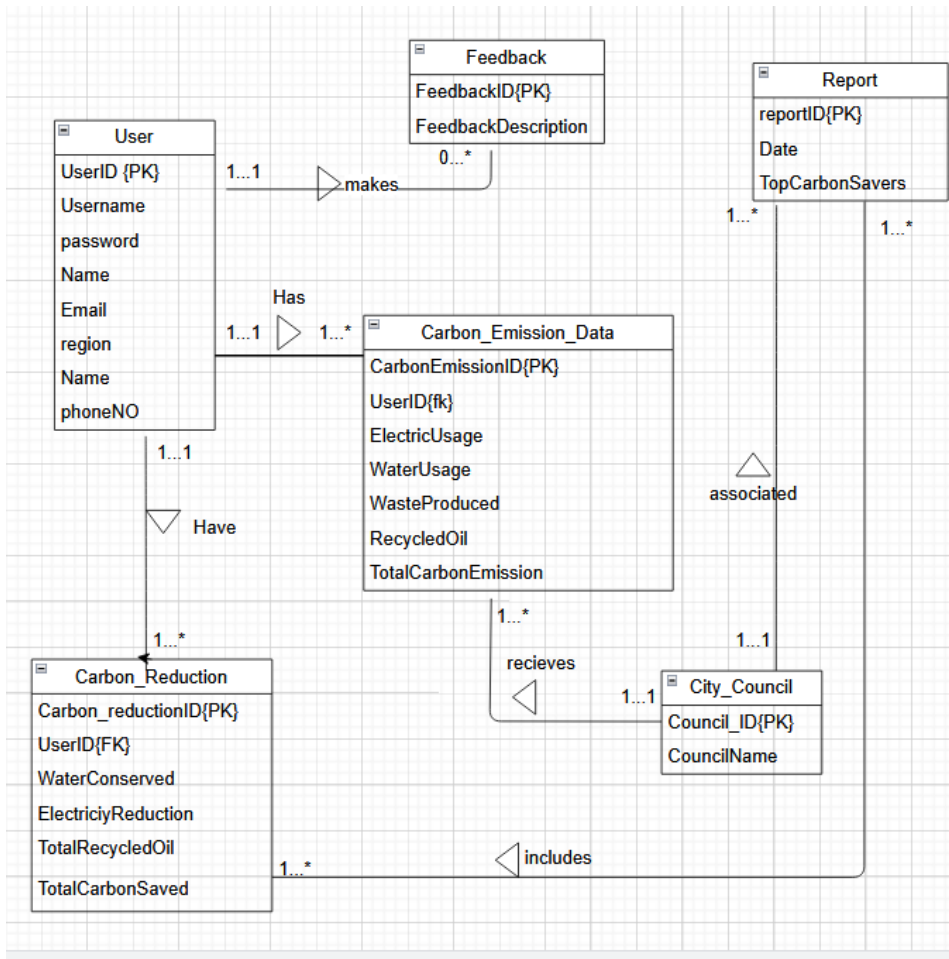 Feedback
FeedbackID{PK}
FeedbackDescription
0...*
Report
reportID{PK}
Date
TopCarbonSavers
1...*
1...*
User
UserID {PK}
Username
password
Name
Email
region
Name
phoneNO
1...1
makes
Has
1...1
1...*
Carbon_Emission_Data
CarbonEmissionID{PK}
UserID{fk}
ElectricUsage
WaterUsage
WasteProduced
RecycledOil
TotalCarbonEmission
1...1
Have
1...*
associated
1...*
recieves
1...1
1...1
City_Council
Council_ID{PK}
CouncilName
Carbon_Reduction
Carbon_reductionID{PK}
UserID{FK}
WaterConserved
ElectriciyReduction
TotalRecycledOil
TotalCarbonSaved
1...*
includes